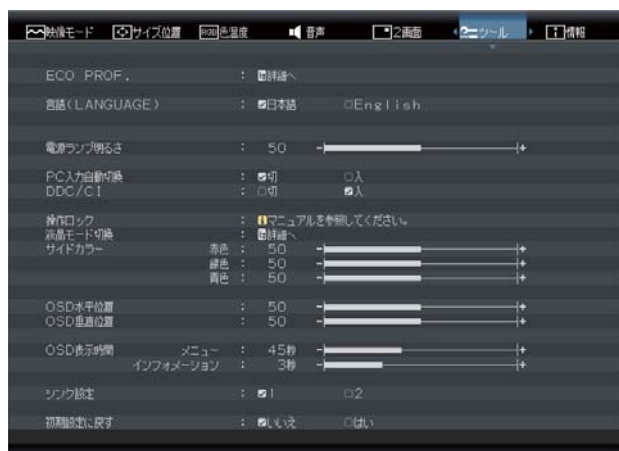 映像モード サイズ位置 RGB色温度 音声 2画面 ツール 情報
ECO PROF. : 詳細へ
言語(LANGUAGE) : 日本語 English
電源ランプ明るさ : 50 - +
PC入力自動切換 : 切 入
DDC/CI : 切 入
操作ロック : マニュアルを参照してください。
液晶モード切換 : 詳細へ
サイドカラー 赤色 : 50 - +
緑色 : 50 - +
青色 : 50 - +
OSD水平位置 : 50 - +
OSD垂直位置 : 50 - +
OSD表示時間 メニュー : 45秒 - +
インフォメーション : 3秒 - +
シンク設定 : 1 2
初期設定に戻す : いいえ はい